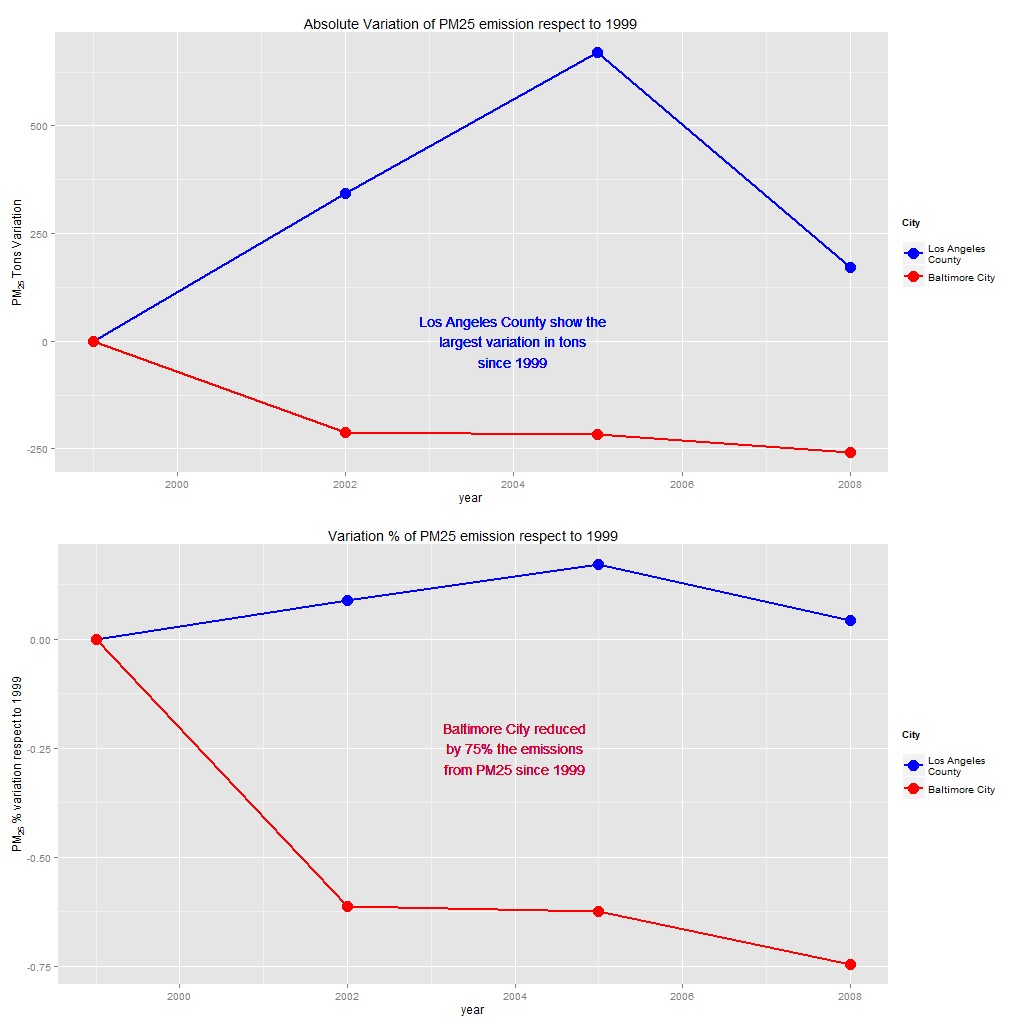 Absolute Variation of PM25 emission respect to 1999
PM25 Tons Variation
500
250
0
-250
Los Angeles County show the
largest variation in tons
since 1999
2000
2002
2004
2006
2008
year
City
Los Angeles
County
Baltimore City
Variation % of PM25 emission respect to 1999
PM25 % variation respect to 1999
0.00
-0.25
-0.50
-0.75
Baltimore City reduced
by 75% the emissions
from PM25 since 1999
2000
2002
2004
2006
2008
year
City
Los Angeles
County
Baltimore City